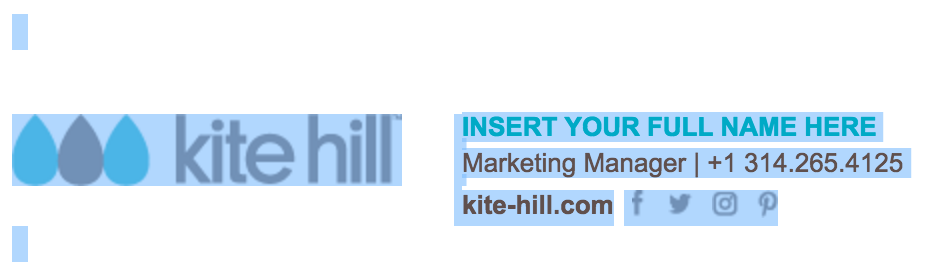 kite hill
INSERT YOUR FULL NAME HERE
Marketing Manager | +1 314.265.4125
kite-hill.com